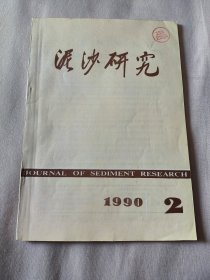 泥沙研究
JOURNAL OF SEDIMENT RESEARCH
1990 2